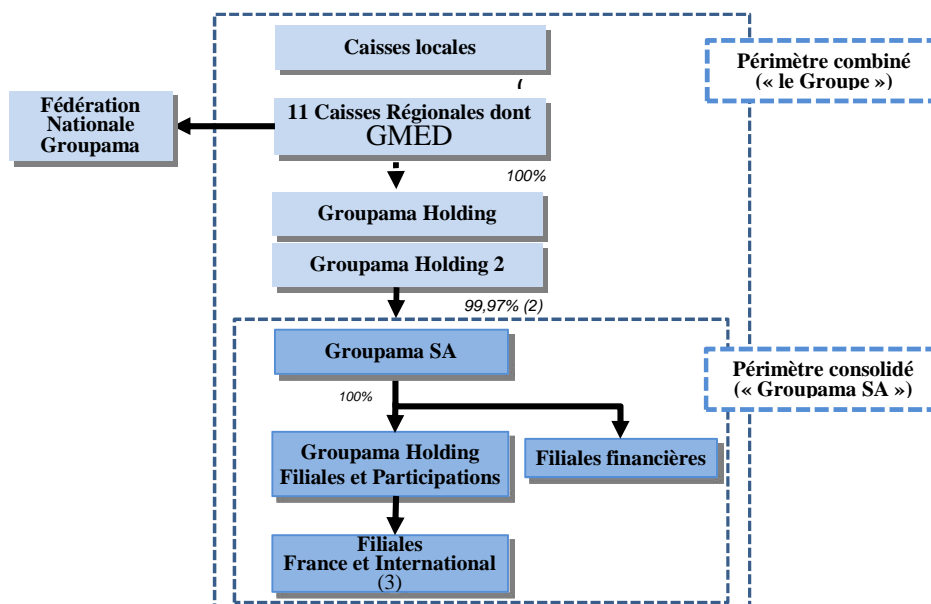 Caisses locales
Périmètre combiné
(« le Groupe »)
Fédération
Nationale
Groupama
11 Caisses Régionales dont
GMED
100%
Groupama Holding
Groupama Holding 2
99,97% (2)
Groupama SA
Périmètre consolidé
(« Groupama SA »)
100%
Groupama Holding
Filiales et Participations
Filiales financières
Filiales
France et International
(3)